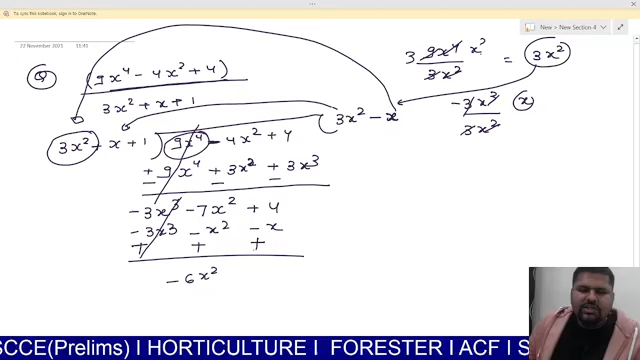 To sync this notebook, sign in to OneNote.
New Section 4
22 November 2021 11:45
Q (9x⁴ - 4x² + 4)
3x² + x + 1
3x² - x + 1 ) 9x⁴ - 4x² + 4 ( 3x² - x
+ 9x⁴ + 3x² + 3x³
- - -
- 3x³ - 7x² + 4
- 3x3 - x² - x
+ + +
- 6x²
3 9x4 x² = 3x²
3x²
- 3x³ x
3x²
SCCE(Prelims) I HORTICULTURE I FORESTER I ACF I S